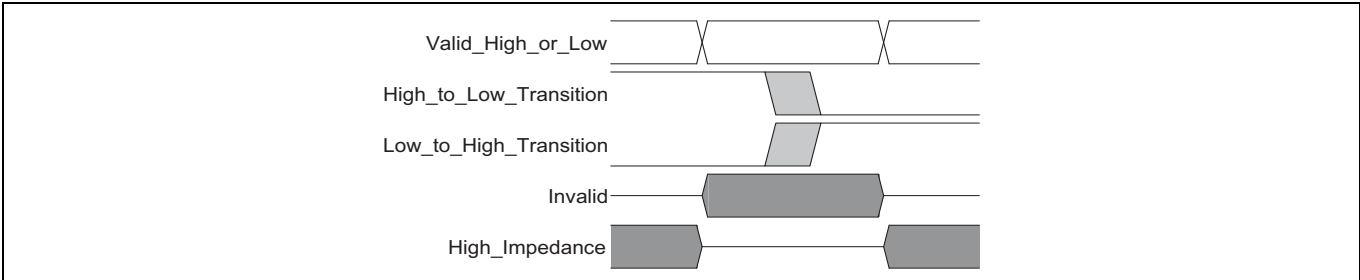 Valid_High_or_Low
High_to_Low_Transition
Low_to_High_Transition
Invalid
High_Impedance